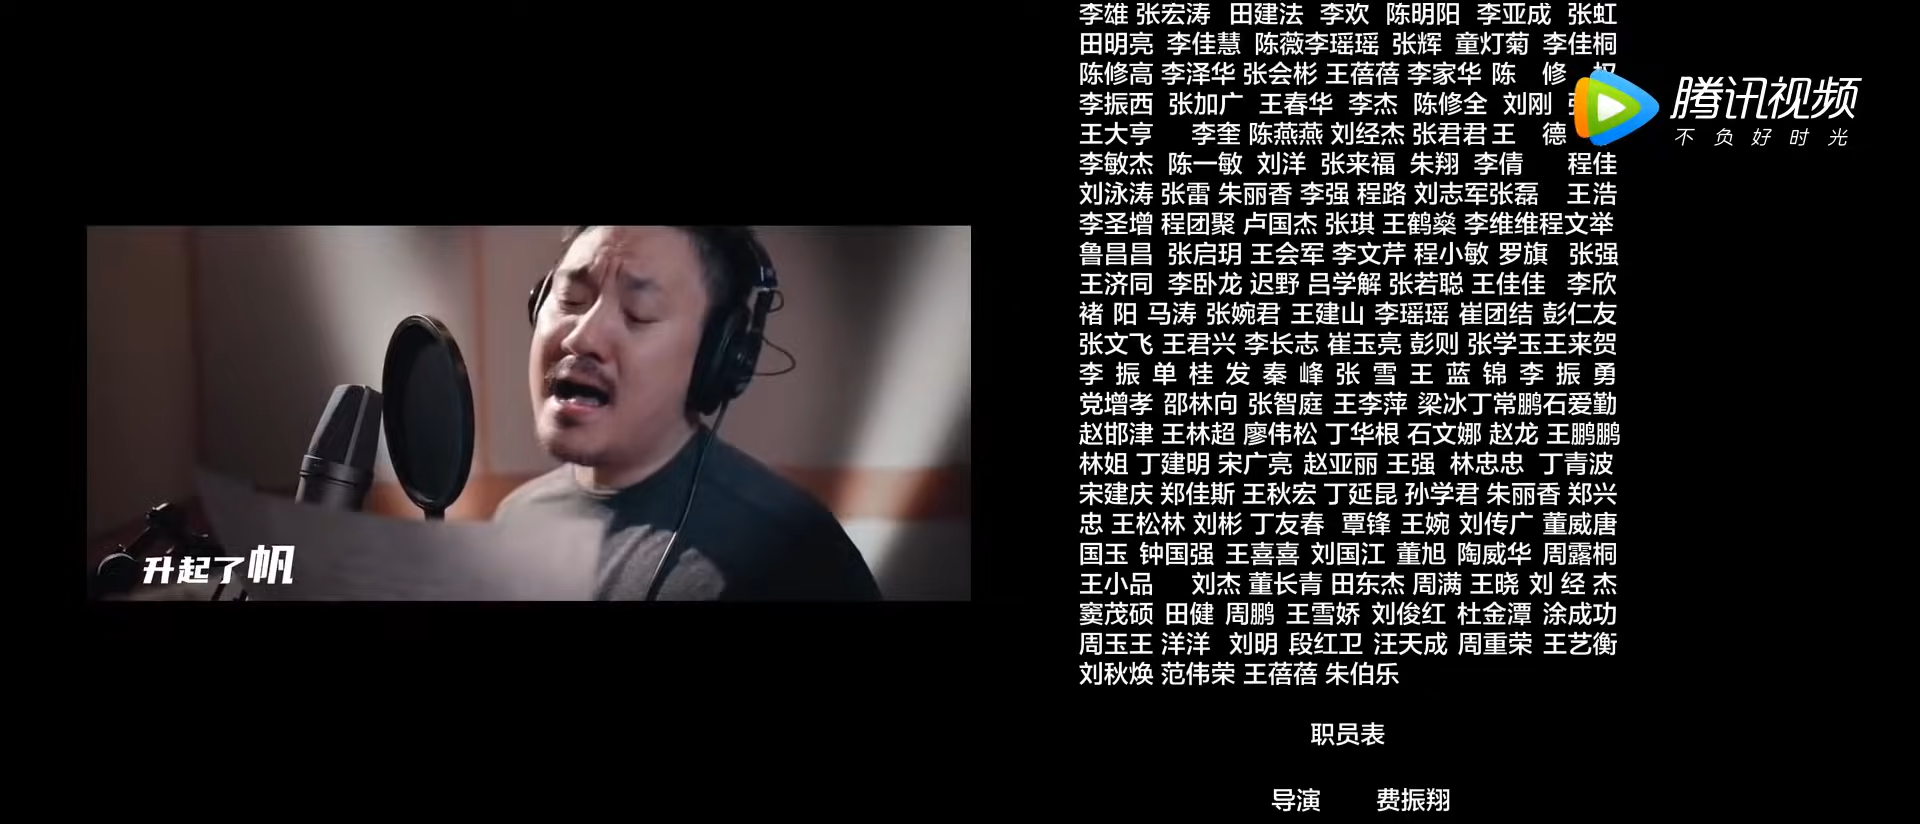 李雄 张宏涛 田建法 李欢 陈明阳 李亚成 张虹
田明亮 李佳慧 陈薇李瑶瑶 张辉 童灯菊 李佳桐
陈修高 李泽华 张会彬 王蓓蓓 李家华 陈 修
李振西 张加广 王春华 李杰 陈修全 刘刚
王大亨 李奎 陈燕燕 刘经杰 张君君 王 德
李敏杰 陈一敏 刘洋 张来福 朱翔 李倩 程佳
刘泳涛 张雷 朱丽香 李强 程路 刘志军张磊 王浩
李圣增 程团聚 卢国杰 张琪 王鹤燊 李维维程文举
鲁昌昌 张启玥 王会军 李文芹 程小敏 罗旗 张强
王济同 李卧龙 迟野 吕学解 张若聪 王佳佳 李欣
褚 阳 马涛 张婉君 王建山 李瑶瑶 崔团结 彭仁友
张文飞 王君兴 李长志 崔玉亮 彭则 张学玉王来贺
李 振 单 桂 发 秦 峰 张 雪 王 蓝 锦 李 振 勇
党增孝 邵林向 张智庭 王李萍 梁冰丁常鹏石爱勤
赵邯津 王林超 廖伟松 丁华根 石文娜 赵龙 王鹏鹏
林姐 丁建明 宋广亮 赵亚丽 王强 林忠忠 丁青波
宋建庆 郑佳斯 王秋宏 丁延昆 孙学君 朱丽香 郑兴
忠 王松林 刘彬 丁友春 覃锋 王婉 刘传广 董威唐
国玉 钟国强 王喜喜 刘国江 董旭 陶威华 周露桐
王小品 刘杰 董长青 田东杰 周满 王晓 刘 经 杰
窦茂硕 田健 周鹏 王雪娇 刘俊红 杜金潭 涂成功
周玉王 洋洋 刘明 段红卫 汪天成 周重荣 王艺衡
刘秋焕 范伟荣 王蓓蓓 朱伯乐
职员表
导演 费振翔
腾讯视频
不负好时光
升起了帆